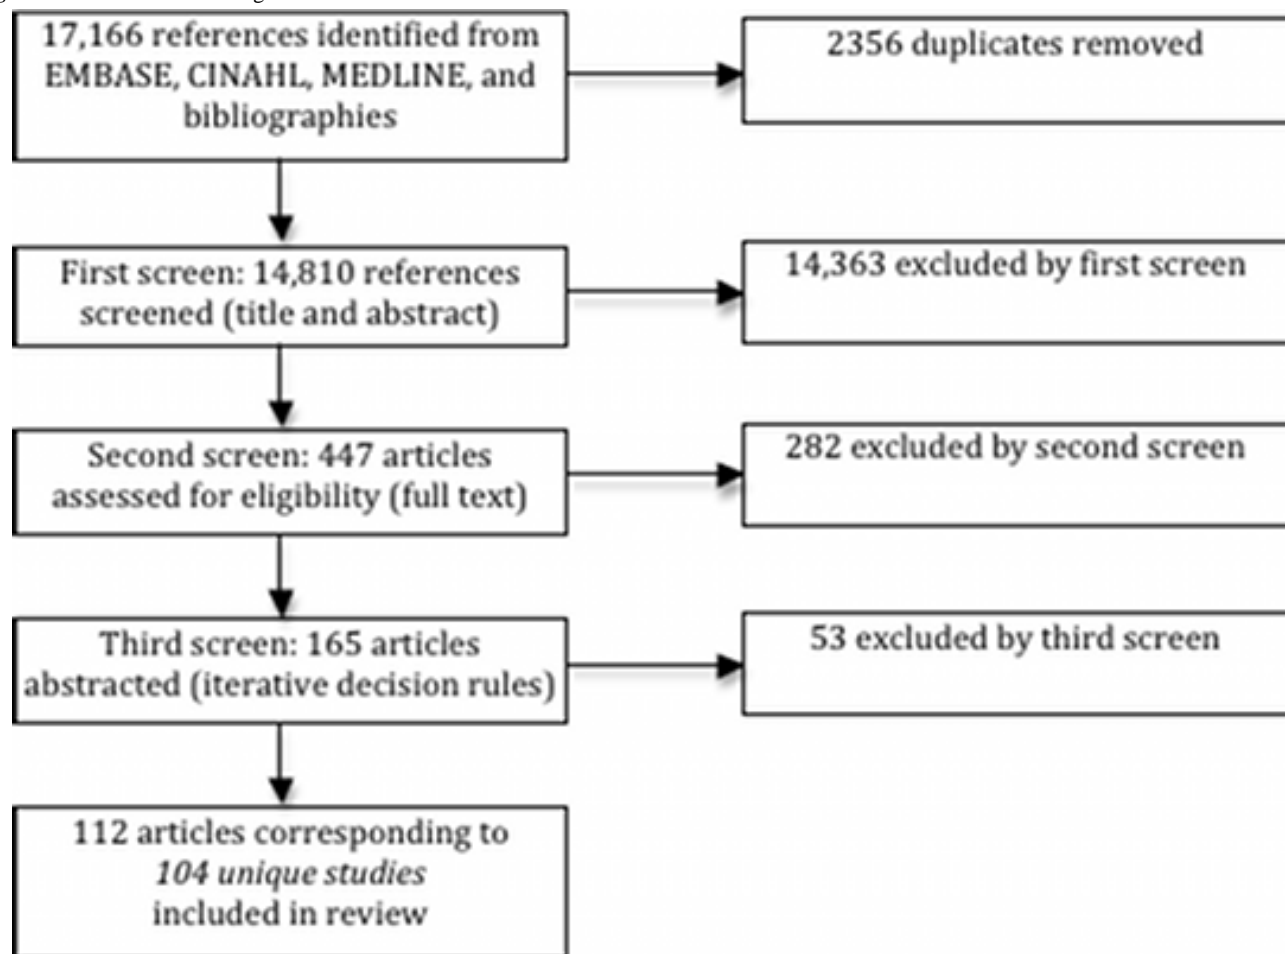 17,166 references identified from
EMBASE, CINAHL, MEDLINE, and
bibliographies
2356 duplicates removed
First screen: 14,810 references
screened (title and abstract)
14,363 excluded by first screen
Second screen: 447 articles
assessed for eligibility (full text)
282 excluded by second screen
Third screen: 165 articles
abstracted (iterative decision rules)
53 excluded by third screen
112 articles corresponding to
104 unique studies
included in review